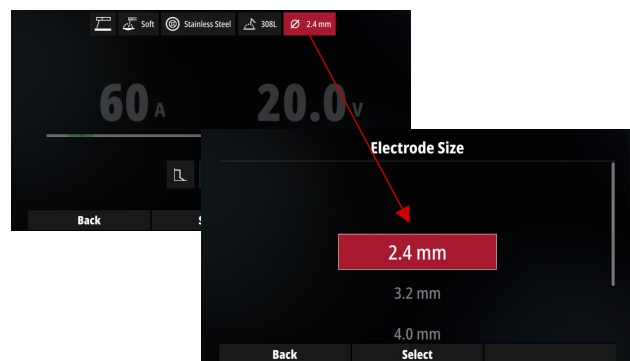 Soft Stainless Steel 308L 2.4 mm
60 A 20.0 V
Back
Electrode Size
2.4 mm
3.2 mm
4.0 mm
Back Select